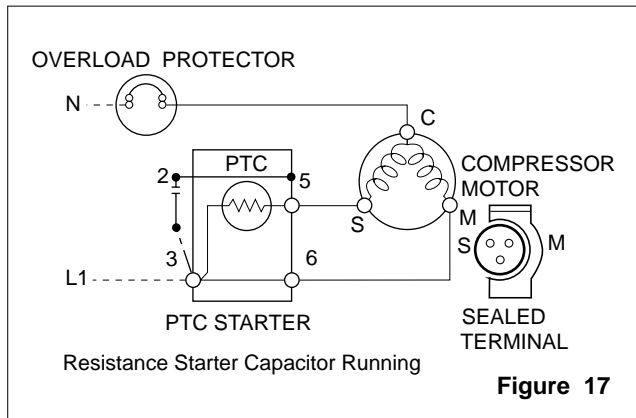 OVERLOAD PROTECTOR
N
C
PTC
2
5
COMPRESSOR
MOTOR
S
M
S
M
3
6
L1
PTC STARTER
SEALED
TERMINAL
Resistance Starter Capacitor Running
Figure 17